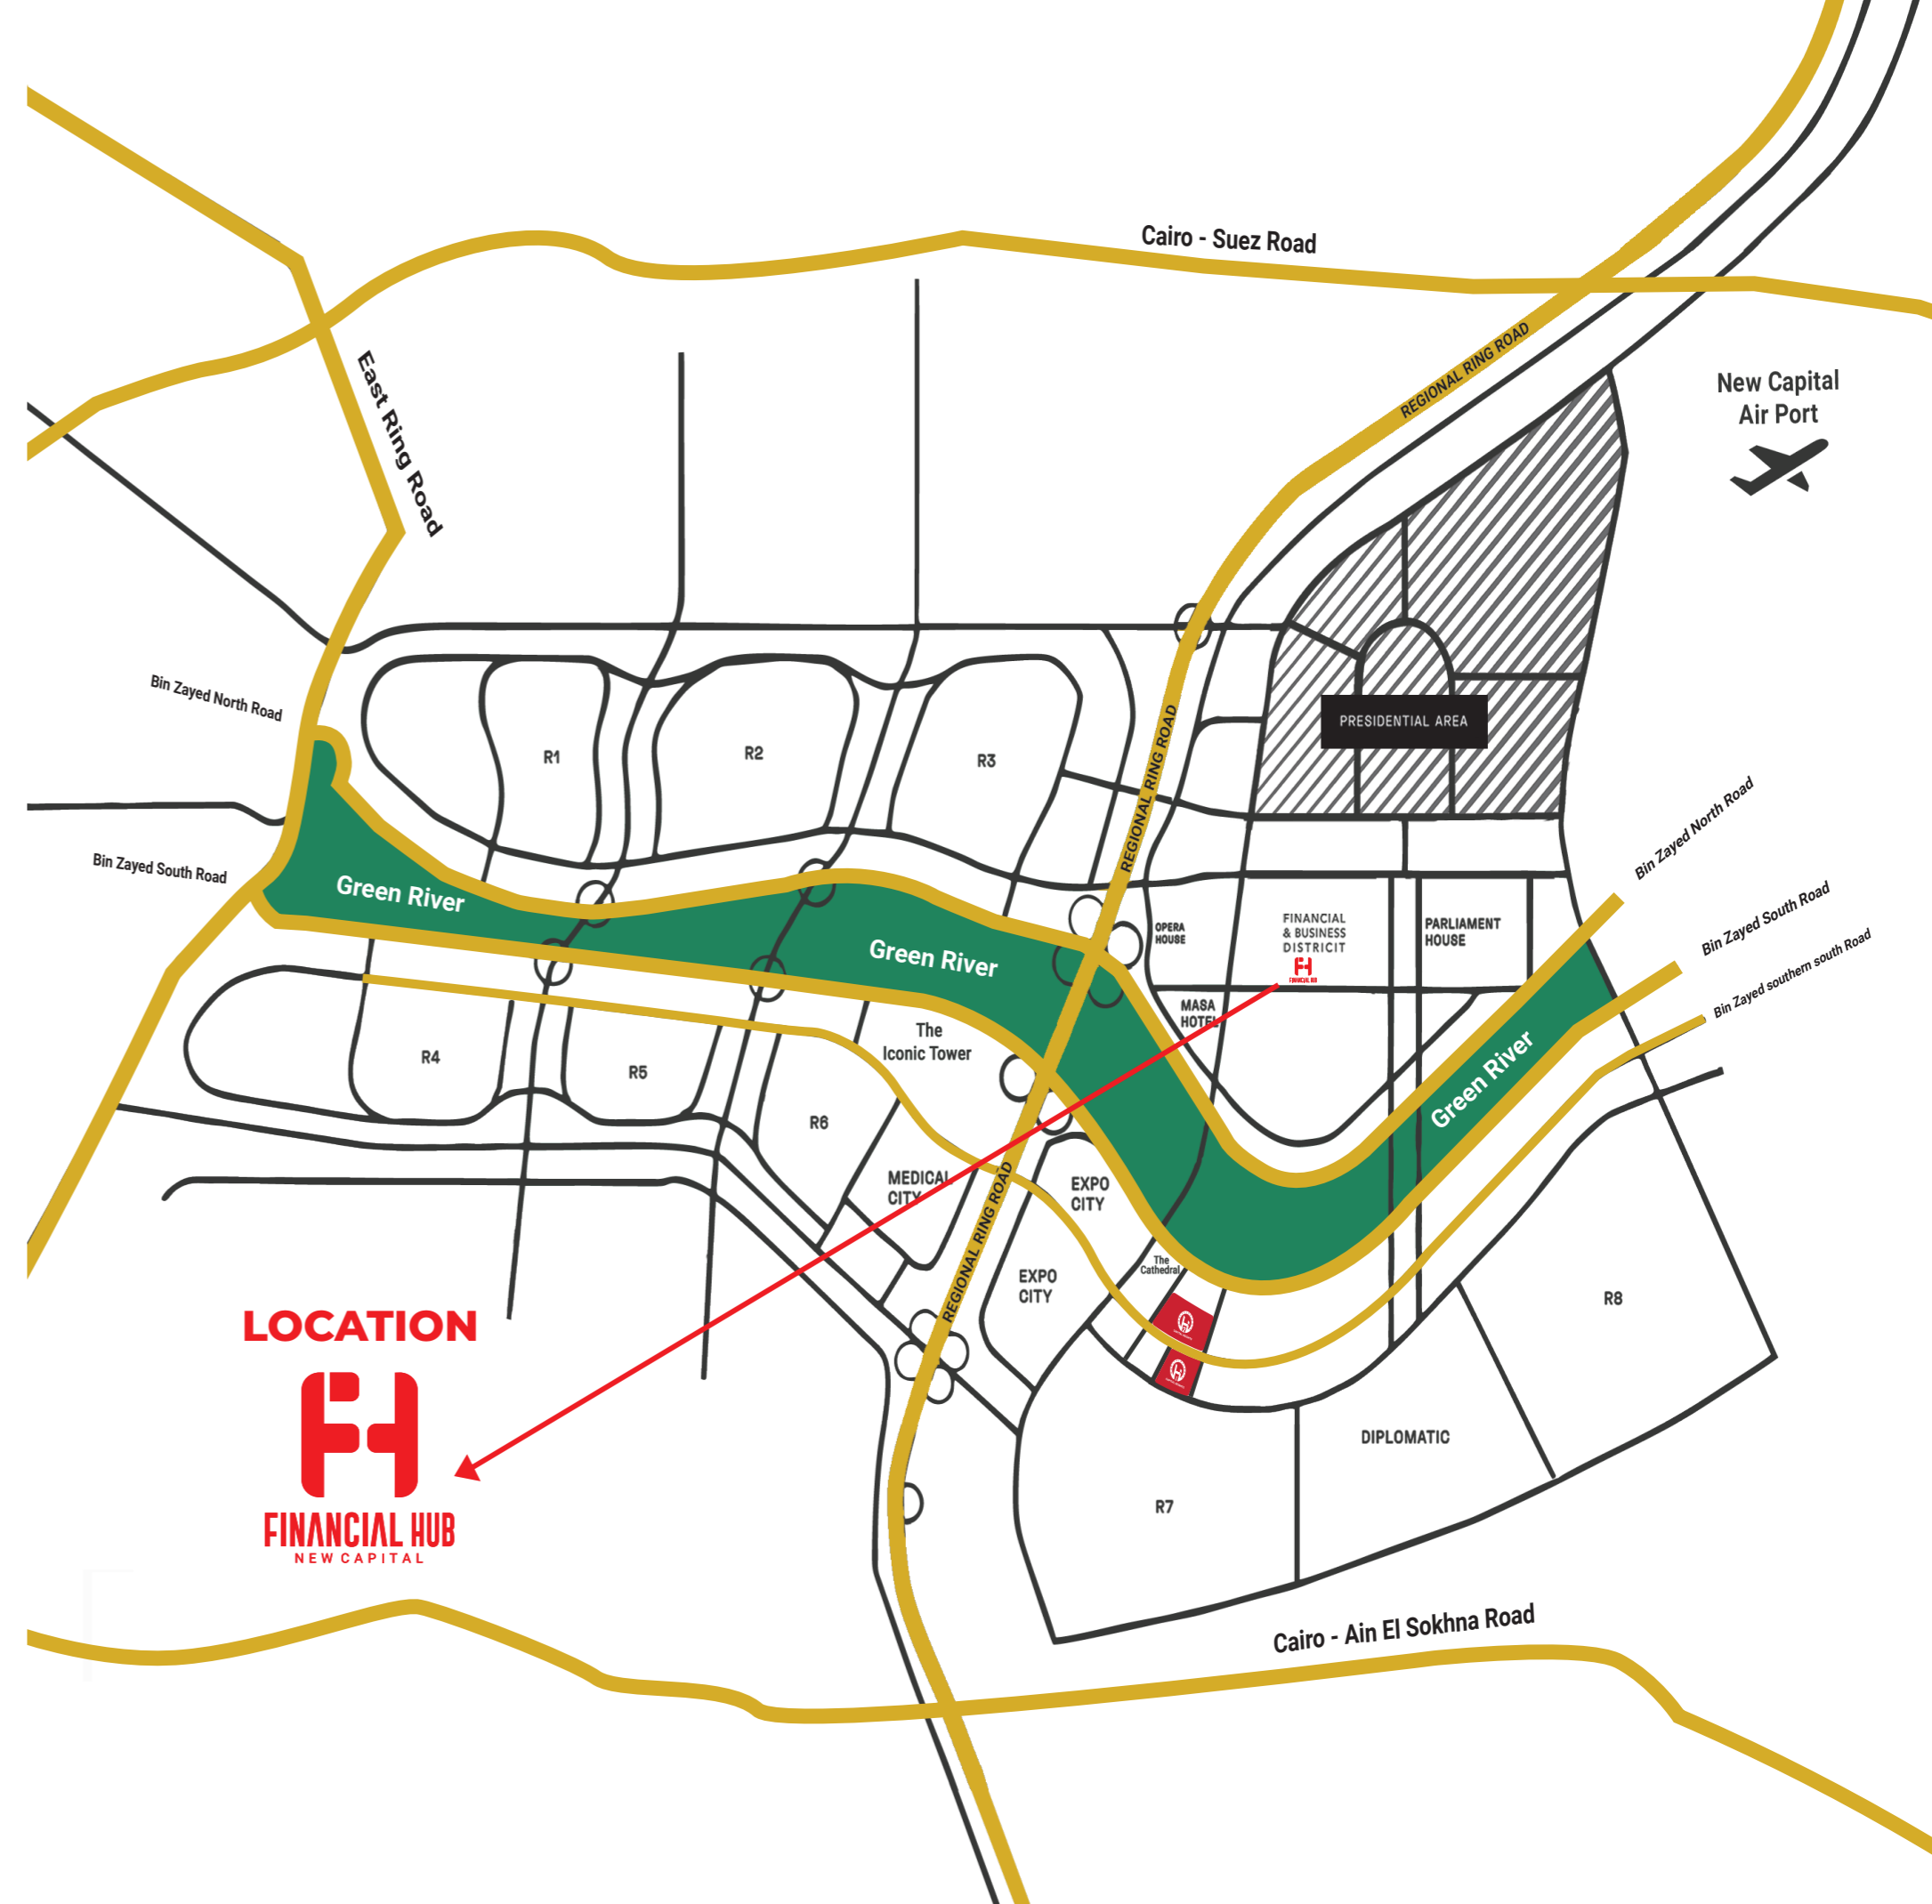 Cairo - Suez Road
REGIONAL RING ROAD
East Ring Road
New Capital
Air Port
Bin Zayed North Road
PRESIDENTIAL AREA
R1
R2
R3
REGIONAL RING ROAD
Bin Zayed North Road
Bin Zayed South Road
Green River
Green River
OPERA
HOUSE
FINANCIAL
& BUSINESS
DISTRICIT
FINANCIAL HUB
PARLIAMENT
HOUSE
Bin Zayed South Road
Bin Zayed southern south Road
MASA
HOTEL
The
Iconic Tower
R4
R5
R6
Green River
MEDICAL
CITY
EXPO
CITY
REGIONAL RING ROAD
The
Cathedral
EXPO
CITY
R8
LOCATION
FINANCIAL HUB
NEW CAPITAL
DIPLOMATIC
R7
Cairo - Ain El Sokhna Road